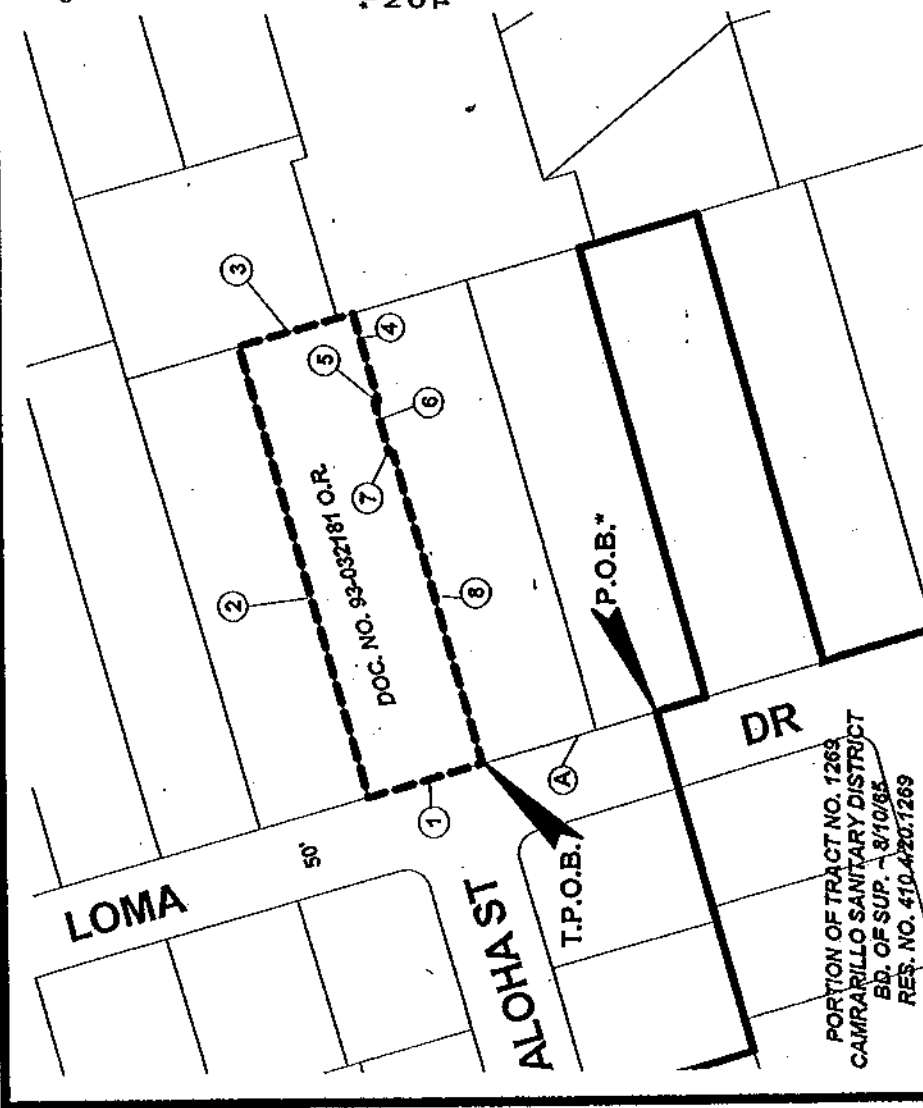 LOMA
50'
ALOHA ST
DR
T.P.O.B.
P.O.B.*
DOC. NO. 93-032181 O.R.
1
2
3
4
5
6
7
8
A
PORTION OF TRACT NO. 1269
CAMRARILLO SANITARY DISTRICT
BD. OF SUP. ~ 8/10/65
RES. NO. 410.4/20.1269